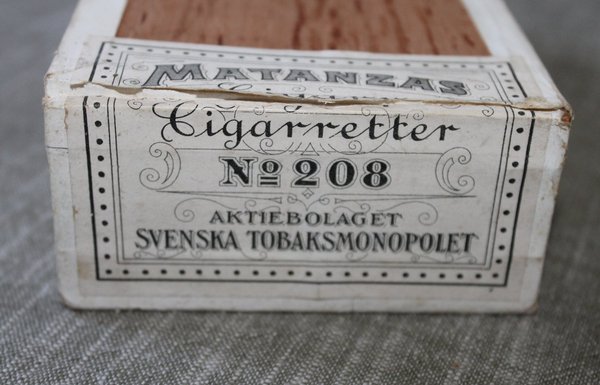 MATANZAS
Cigarretter
No 208
AKTIEBOLAGET
SVENSKA TOBAKSMONOPOLET